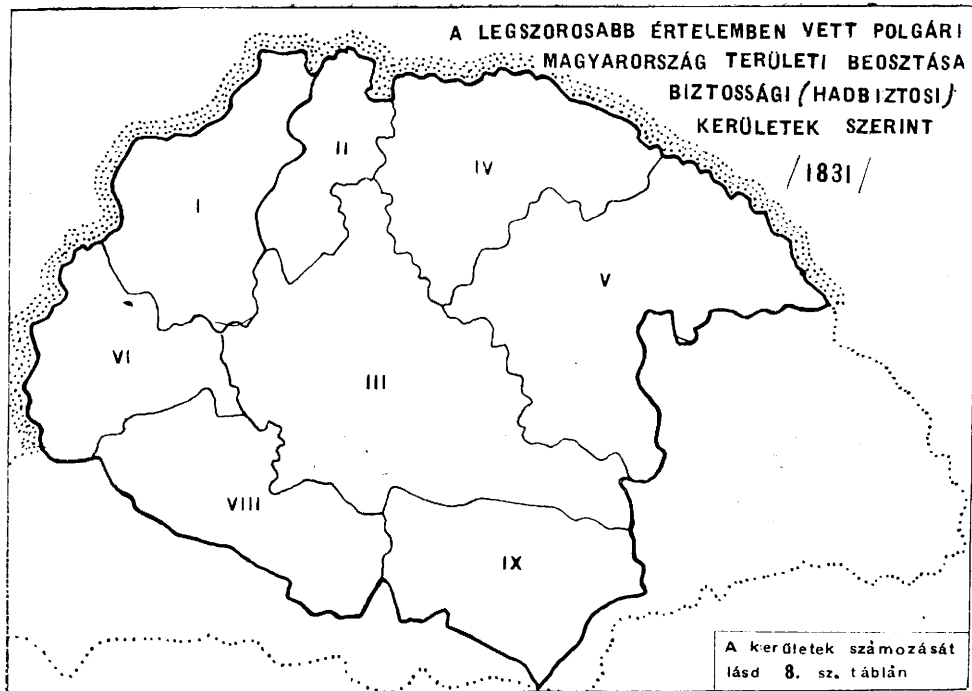 A LEGSZOROSABB ÉRTELEMBEN VETT POLGÁRI
MAGYARORSZÁG TERÜLETI BEOSZTÁSA
BIZTOSSÁGI (HADBIZTOSI)
KERÜLETEK SZERINT
/1831/
II
IV
I
V
VI
III
VIII
IX
A kerületek számozását
lásd 8. sz. táblán